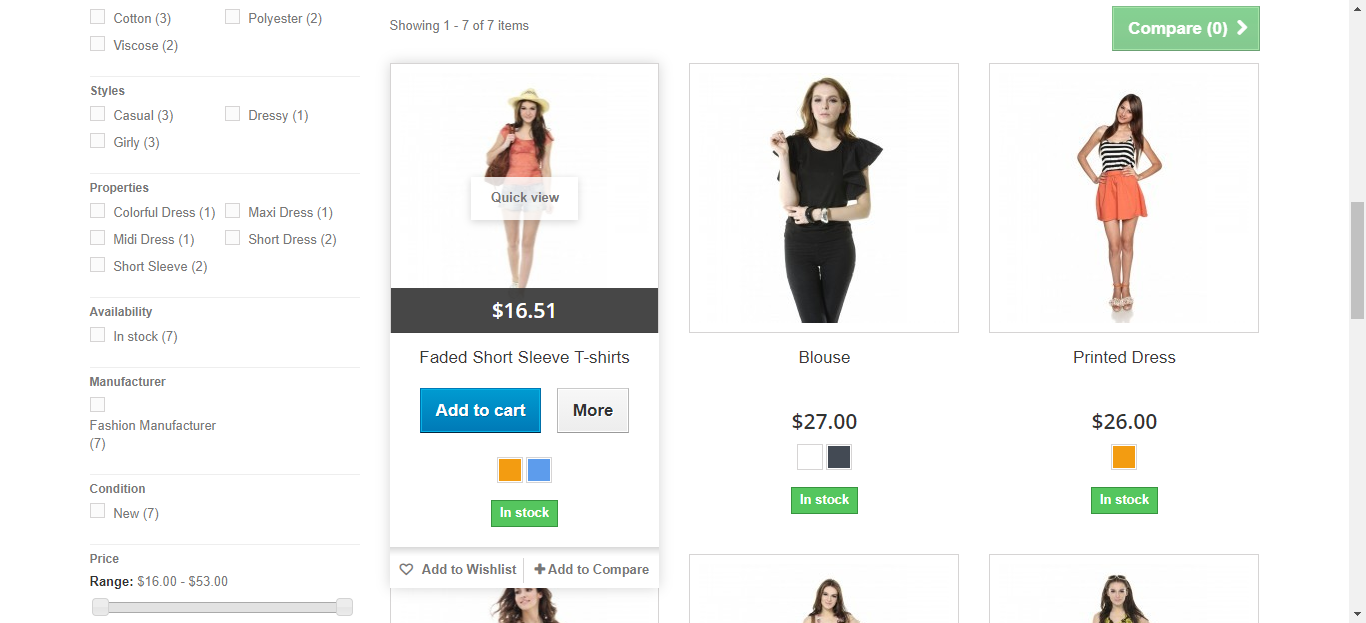 Cotton (3)
Polyester (2)
Viscose (2)
Styles
Casual (3)
Dressy (1)
Girly (3)
Properties
Colorful Dress (1)
Maxi Dress (1)
Midi Dress (1)
Short Dress (2)
Short Sleeve (2)
Availability
In stock (7)
Manufacturer
Fashion Manufacturer
(7)
Condition
New (7)
Price
Range: $16.00 - $53.00
Showing 1 - 7 of 7 items
Compare (0)
Quick view
$16.51
Faded Short Sleeve T-shirts
Add to cart
More
In stock
Add to Wishlist
Add to Compare
Blouse
$27.00
In stock
Printed Dress
$26.00
In stock